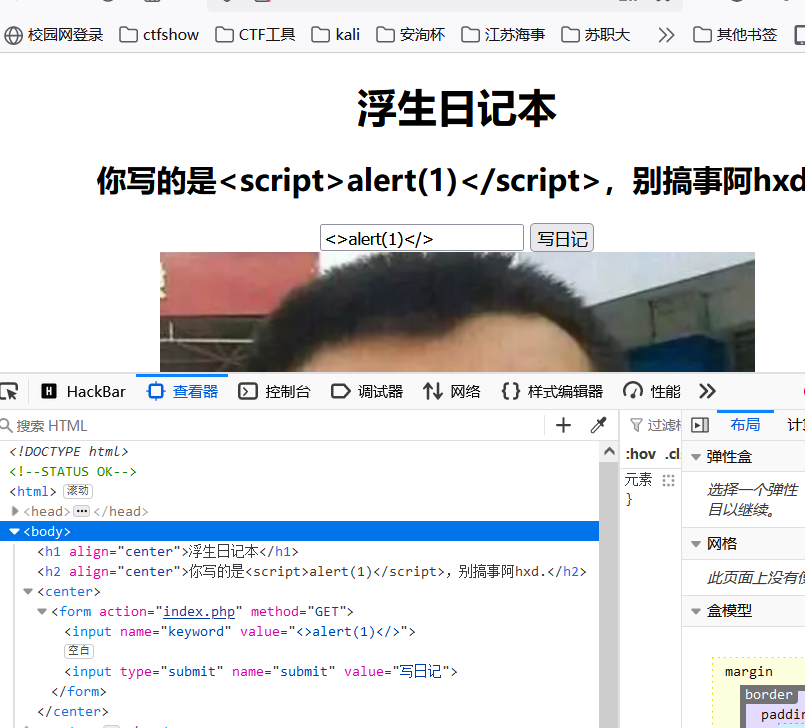 校园网登录 ctfshow CTF工具 kali 安洵杯 江苏海事 苏职大 其他书签
浮生日记本
你写的是<script>alert(1)</script>，别搞事阿hxd
<>alert(1)</> 写日记
HackBar 查看器 控制台 调试器 网络 样式编辑器 性能
搜索 HTML
过滤 布局
:hov .cl
<!DOCTYPE html>
<!--STATUS OK-->
<html> 滚动
<head> ••• </head>
<body>
<h1 align="center">浮生日记本</h1>
<h2 align="center">你写的是<script>alert(1)</script>，别搞事阿hxd.</h2>
<center>
<form action="index.php" method="GET">
<input name="keyword" value="<>alert(1)</>">
空白
<input type="submit" name="submit" value="写日记">
</form>
</center>
元素
}
弹性盒
选择一个弹性
目以继续。
网格
此页面上没有
盒模型
margin
border